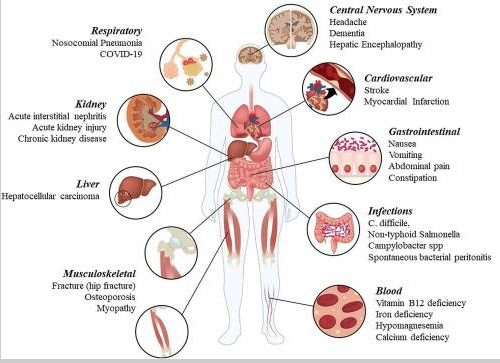 Respiratory
Nosocomial Pneumonia
COVID-19
Kidney
Acute interstitial nephritis
Acute kidney injury
Chronic kidney disease
Liver
Hepatocellular carcinoma
Musculoskeletal
Fracture (hip fracture)
Osteoporosis
Myopathy
Central Nervous System
Headache
Dementia
Hepatic Encephalopathy
Cardiovascular
Stroke
Myocardial Infarction
Gastrointestinal
Nausea
Vomiting
Abdominal pain
Constipation
Infections
C. difficile,
Non-typhoid Salmonella
Campylobacter spp
Spontaneous bacterial peritonitis
Blood
Vitamin B12 deficiency
Iron deficiency
Hypomagnesemia
Calcium deficiency